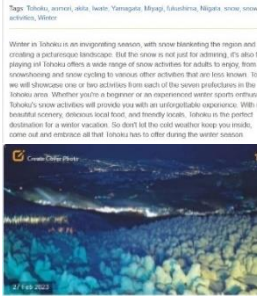 Tags: Tohoku, aomori, akita, Iwate, Yamagata, Miyagi, fukushima, Niigata, snow, snow
activities, Winter
Winter in Tohoku is an invigorating season, with snow blanketing the region and
creating a picturesque landscape. But the snow is not just for admiring, it's also
playing in! Tohoku offers a wide range of snow activities for adults to enjoy, from
snowshoeing and snow cycling to various other activities that are less known. To
we will showcase one or two activities from each of the seven prefectures in the
Tohoku area. Whether you're a beginner or an experienced winter sports enthus
Tohoku's snow activities will provide you with an unforgettable experience. With
beautiful scenery, delicious local food, and friendly locals, Tohoku is the perfect
destination for a winter vacation. So don't let the cold weather keep you inside,
come out and embrace all that Tohoku has to offer during the winter season.
27 Feb 2023